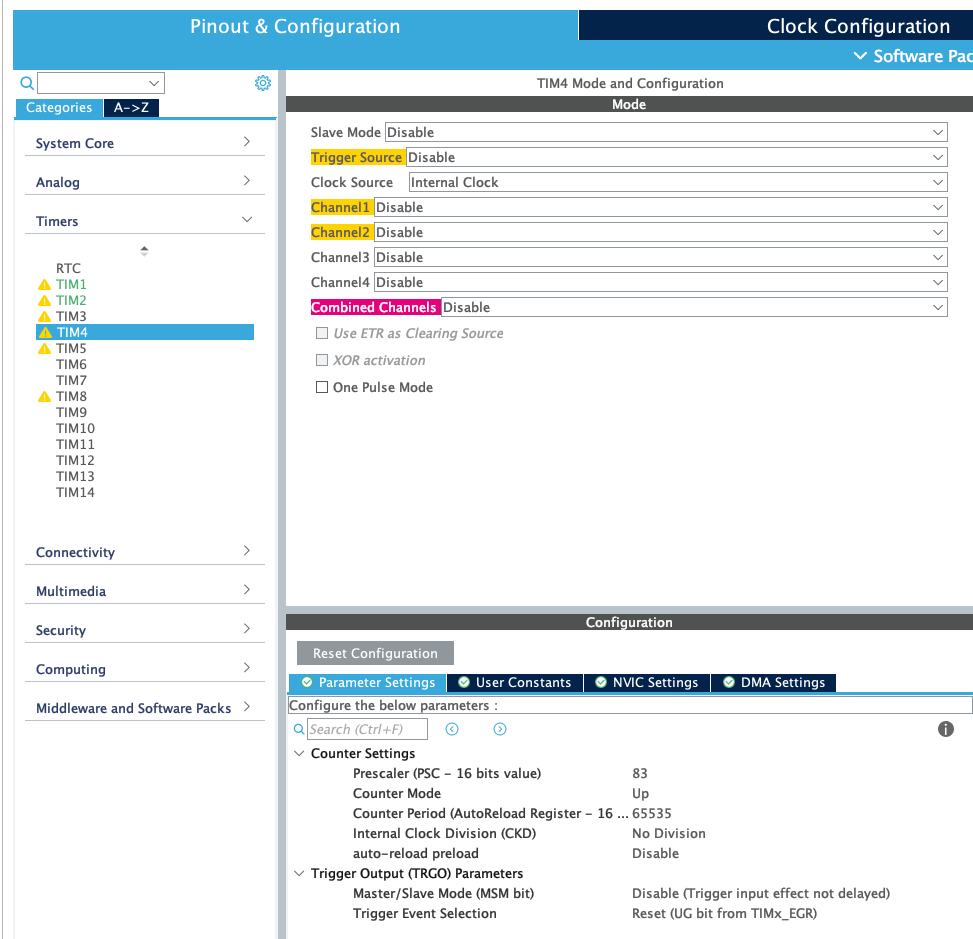 Pinout & Configuration
Clock Configuration
Software Pac
Categories
A->Z
System Core
Analog
Timers
RTC
TIM1
TIM2
TIM3
TIM4
TIM5
TIM6
TIM7
TIM8
TIM9
TIM10
TIM11
TIM12
TIM13
TIM14
Connectivity
Multimedia
Security
Computing
Middleware and Software Packs
TIM4 Mode and Configuration
Mode
Slave Mode Disable
Trigger Source Disable
Clock Source Internal Clock
Channel1 Disable
Channel2 Disable
Channel3 Disable
Channel4 Disable
Combined Channels Disable
Use ETR as Clearing Source
XOR activation
One Pulse Mode
Configuration
Reset Configuration
Parameter Settings
User Constants
NVIC Settings
DMA Settings
Configure the below parameters :
Search (Ctrl+F)
Counter Settings
Prescaler (PSC - 16 bits value) 83
Counter Mode Up
Counter Period (AutoReload Register - 16 ... 65535
Internal Clock Division (CKD) No Division
auto-reload preload Disable
Trigger Output (TRGO) Parameters
Master/Slave Mode (MSM bit) Disable (Trigger input effect not delayed)
Trigger Event Selection Reset (UG bit from TIMx_EGR)